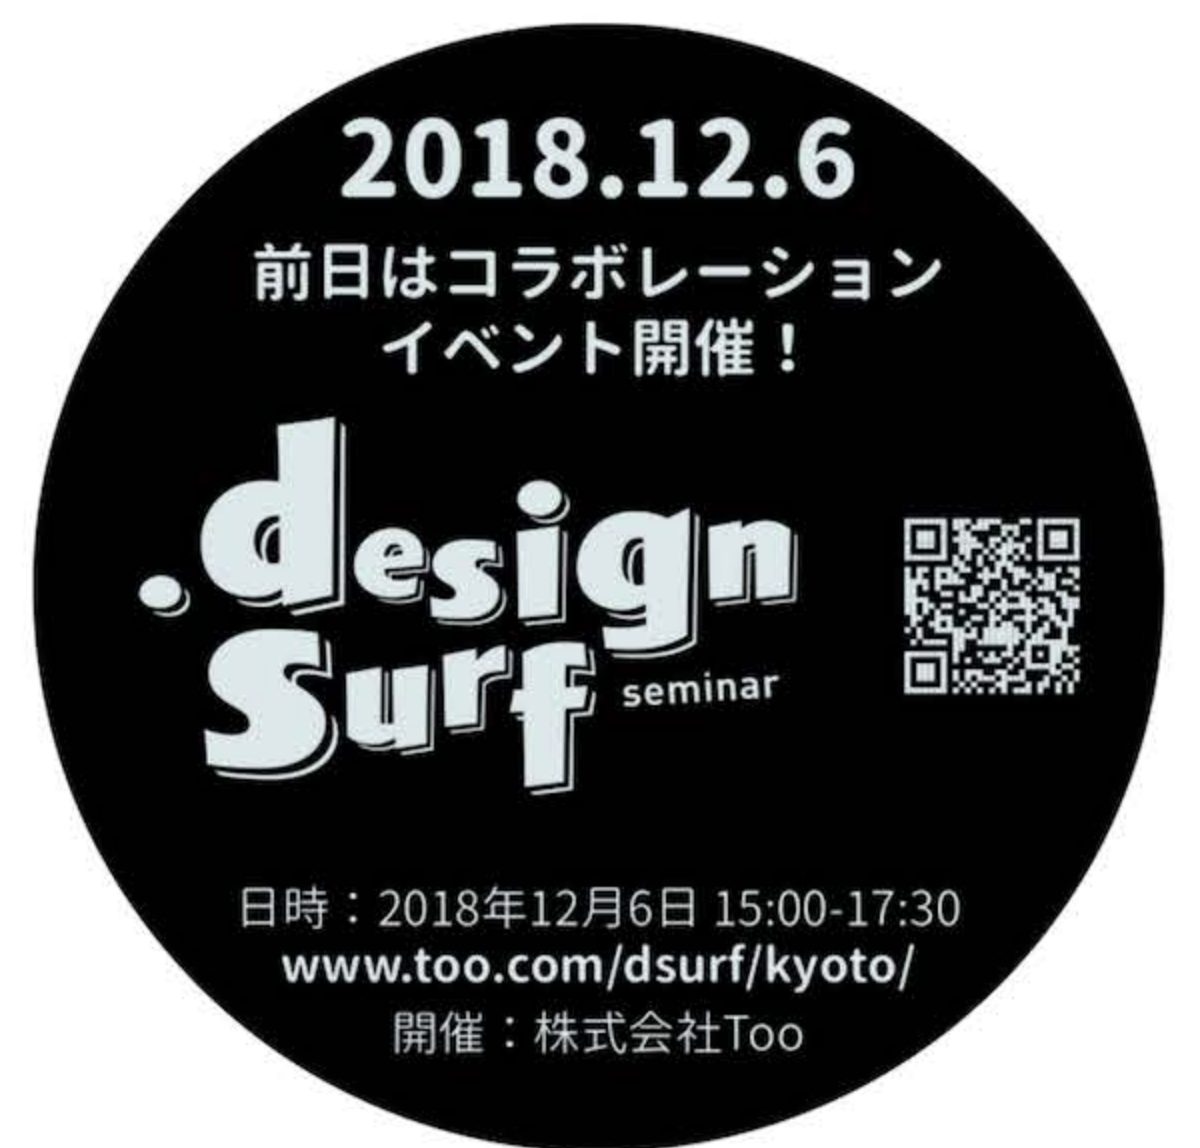 2018.12.6
前日はコラボレーション
イベント開催！
.design
Surf seminar
日時：2018年12月6日 15:00-17:30
www.too.com/dsurf/kyoto/
開催：株式会社Too